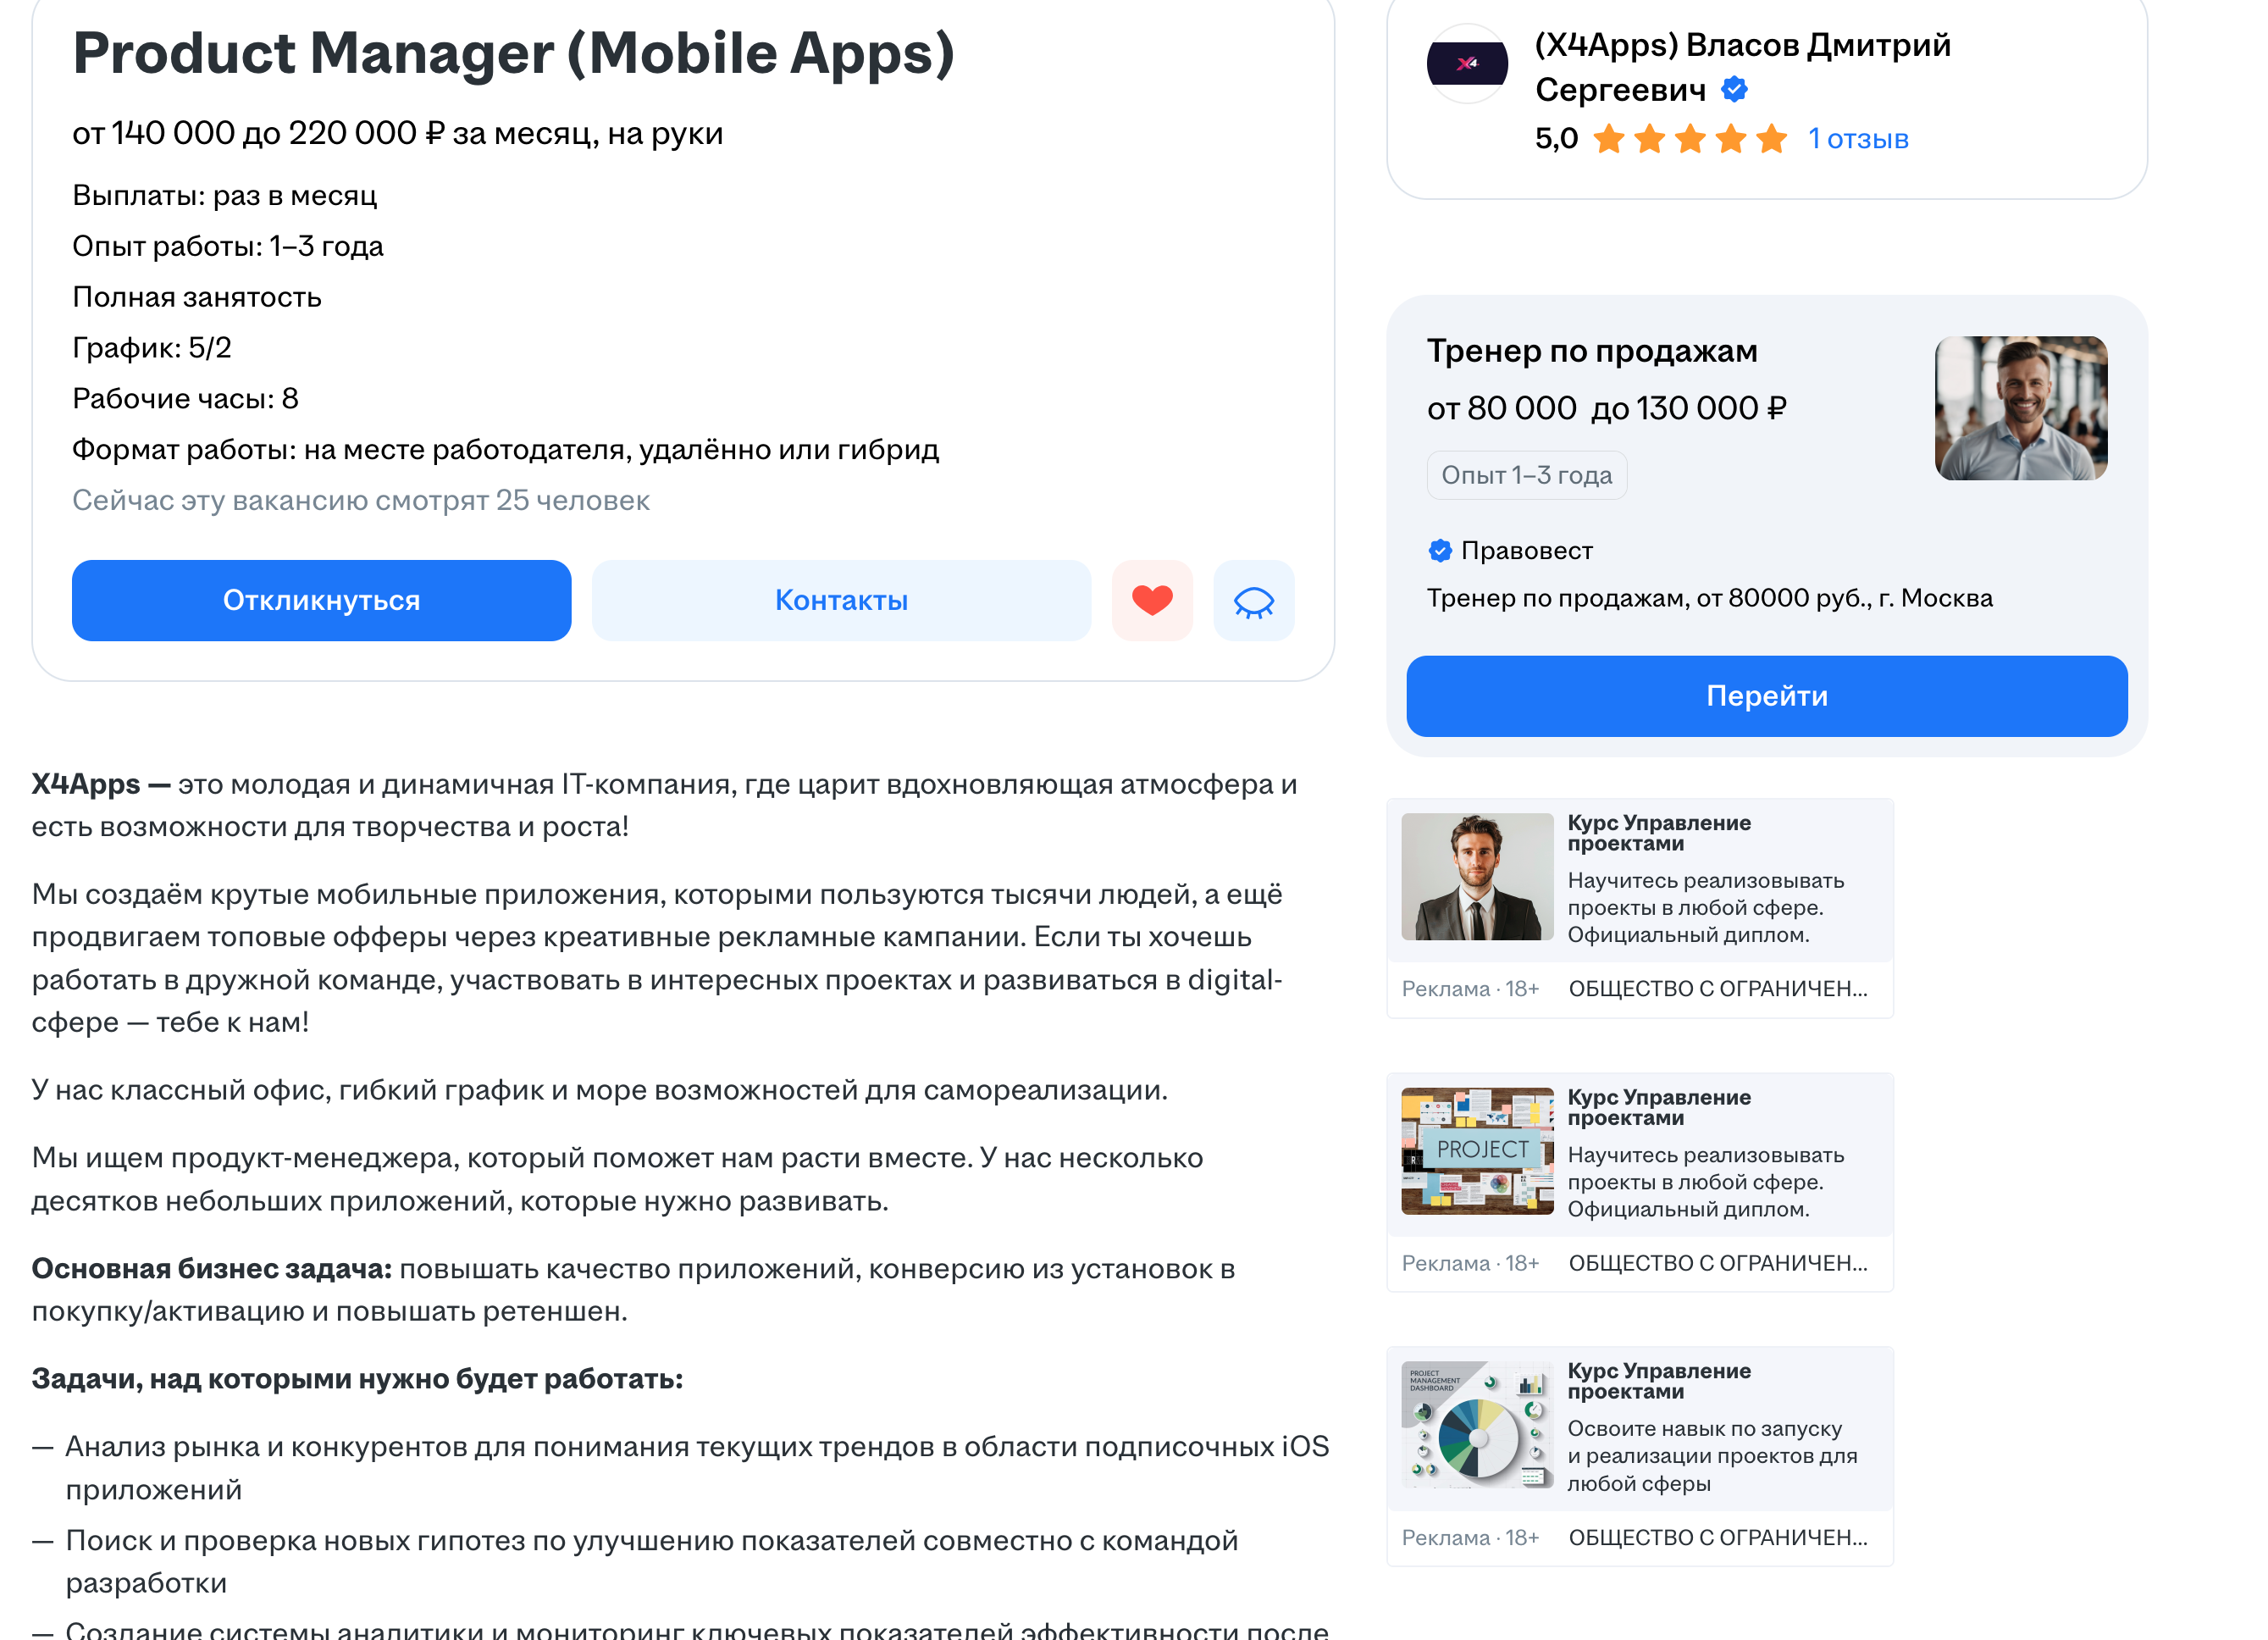 Product Manager (Mobile Apps)
от 140 000 до 220 000 ₽ за месяц, на руки
Выплаты: раз в месяц
Опыт работы: 1–3 года
Полная занятость
График: 5/2
Рабочие часы: 8
Формат работы: на месте работодателя, удалённо или гибрид
Сейчас эту вакансию смотрят 25 человек
Откликнуться
Контакты
X4Apps — это молодая и динамичная IT-компания, где царит вдохновляющая атмосфера и
есть возможности для творчества и роста!
Мы создаём крутые мобильные приложения, которыми пользуются тысячи людей, а ещё
продвигаем топовые офферы через креативные рекламные кампании. Если ты хочешь
работать в дружной команде, участвовать в интересных проектах и развиваться в digital-
сфере — тебе к нам!
У нас классный офис, гибкий график и море возможностей для самореализации.
Мы ищем продукт-менеджера, который поможет нам расти вместе. У нас несколько
десятков небольших приложений, которые нужно развивать.
Основная бизнес задача: повышать качество приложений, конверсию из установок в
покупку/активацию и повышать ретеншен.
Задачи, над которыми нужно будет работать:
— Анализ рынка и конкурентов для понимания текущих трендов в области подписочных iOS
приложений
— Поиск и проверка новых гипотез по улучшению показателей совместно с командой
разработки
— Создание системы аналитики и мониторинг ключевых показателей эффективности после
X4
(X4Apps) Власов Дмитрий
Сергеевич
5,0 1 отзыв
Тренер по продажам
от 80 000 до 130 000 ₽
Опыт 1–3 года
Правовест
Тренер по продажам, от 80000 руб., г. Москва
Перейти
Курс Управление
проектами
Научитесь реализовывать
проекты в любой сфере.
Официальный диплом.
Реклама · 18+ ОБЩЕСТВО С ОГРАНИЧЕН...
PROJECT
Курс Управление
проектами
Научитесь реализовывать
проекты в любой сфере.
Официальный диплом.
Реклама · 18+ ОБЩЕСТВО С ОГРАНИЧЕН...
PROJECT
MANAGEMENT
DASHBOARD
Курс Управление
проектами
Освоите навык по запуску
и реализации проектов для
любой сферы
Реклама · 18+ ОБЩЕСТВО С ОГРАНИЧЕН...